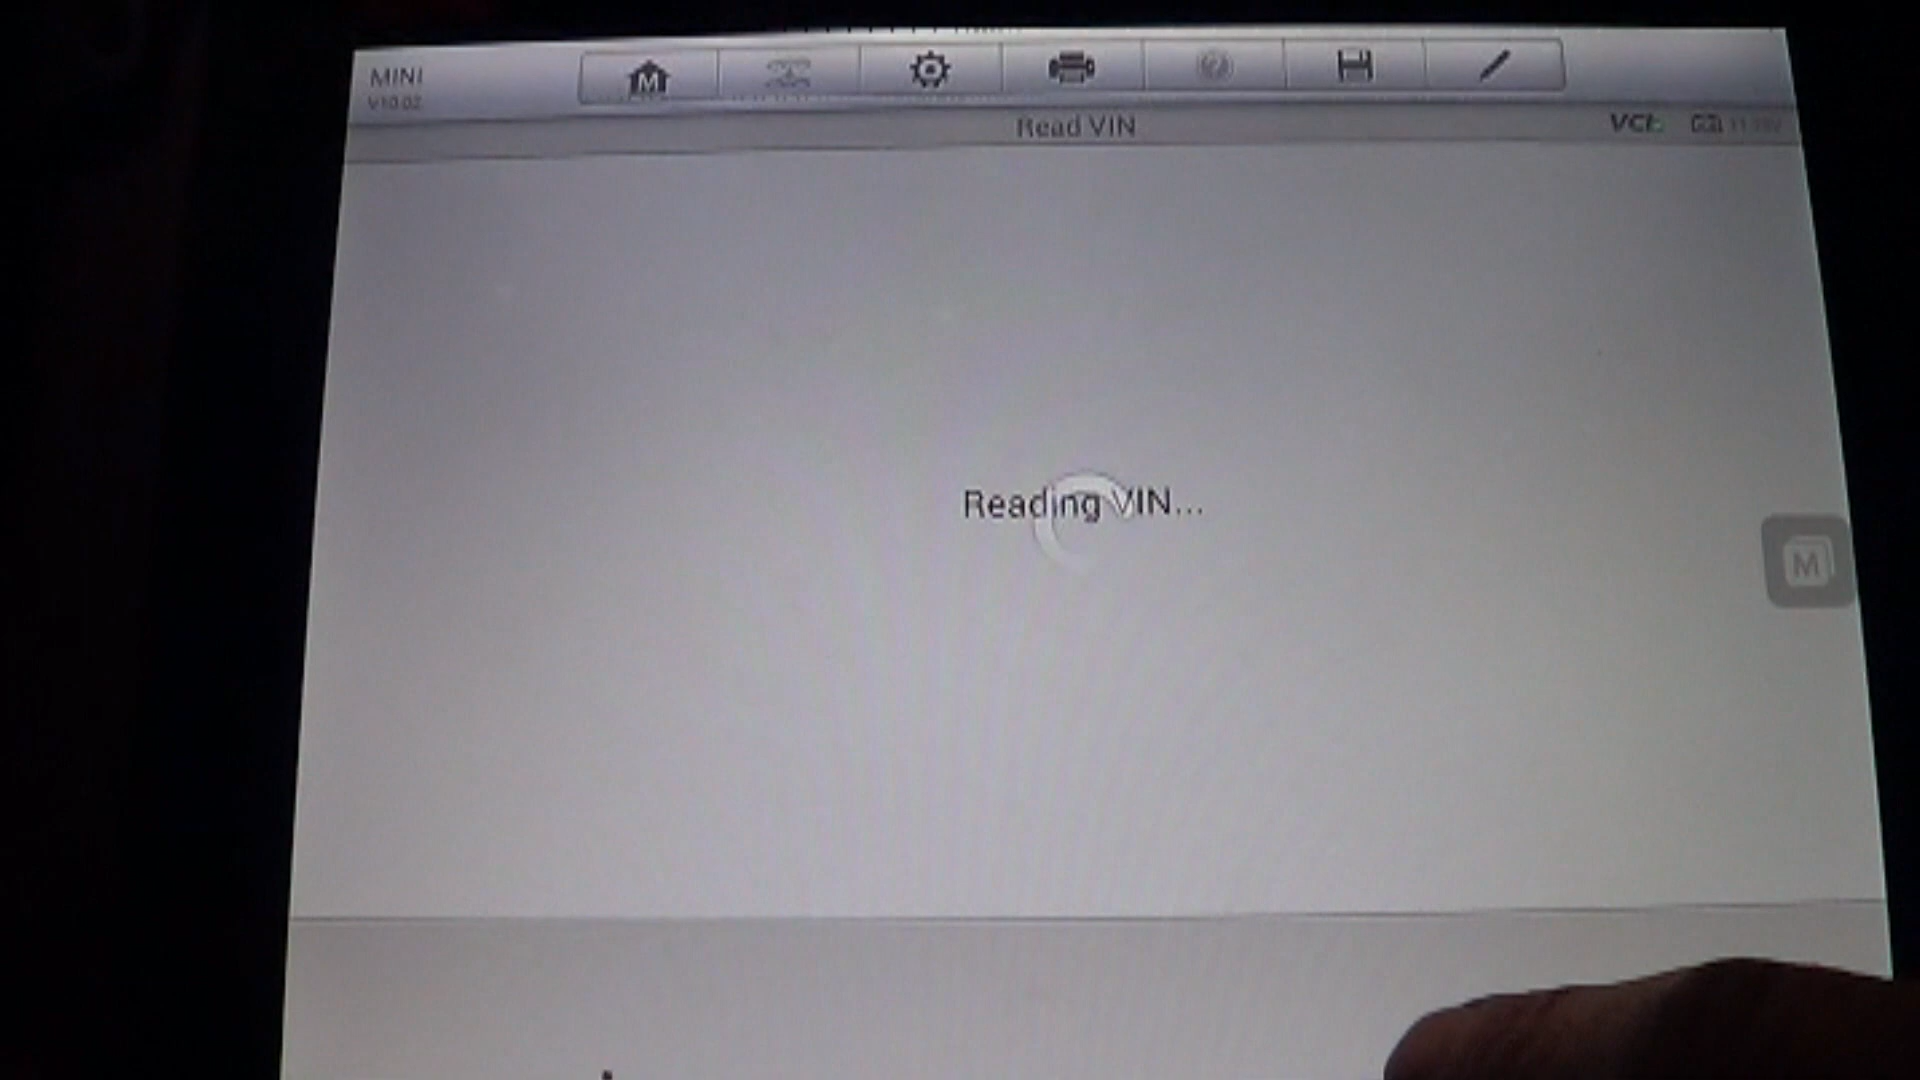 MINI
V10.02
M
Read VIN
VCI
Reading VIN...
M